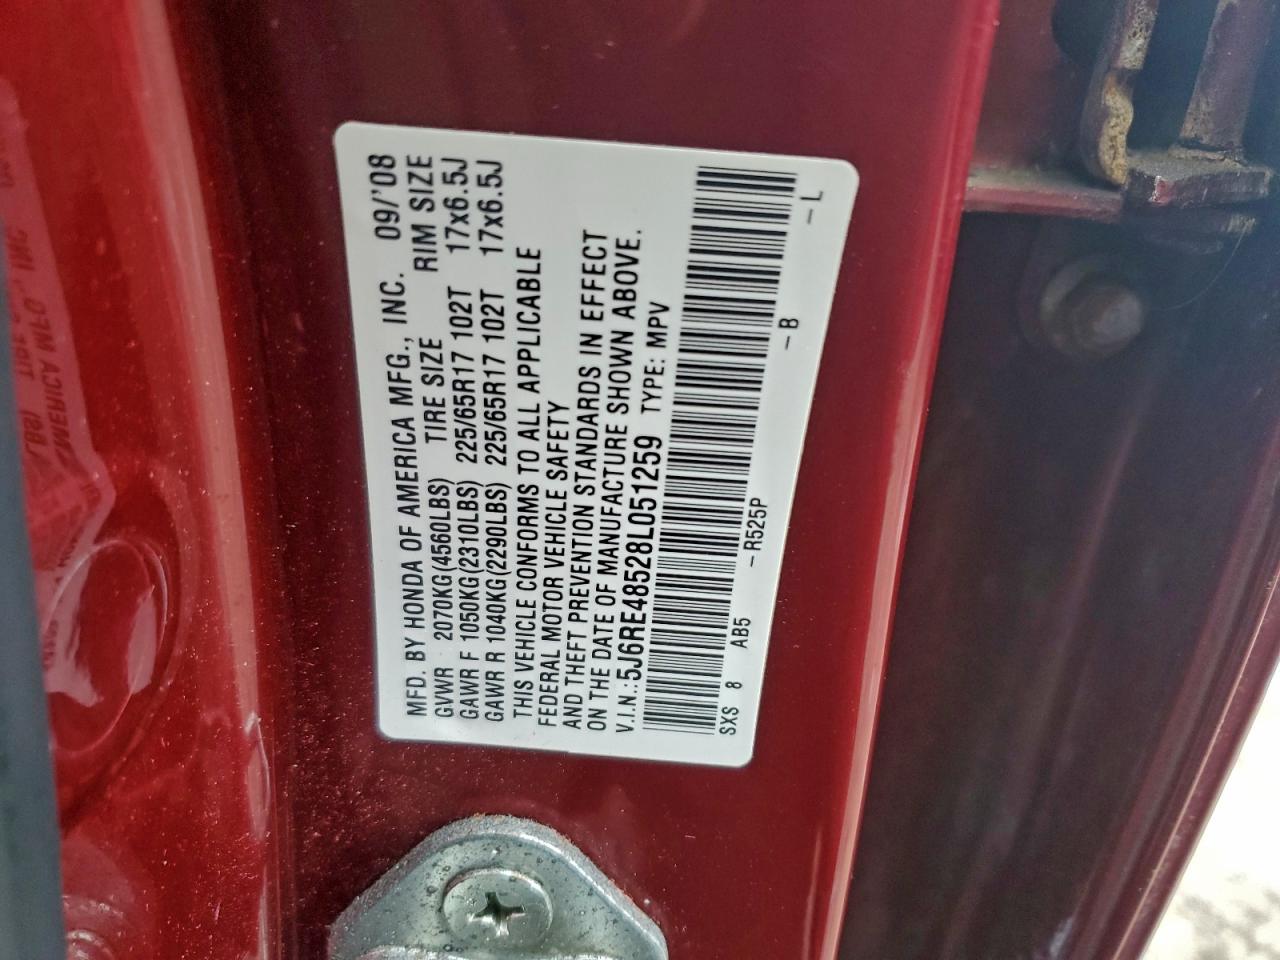 MFD. BY HONDA OF AMERICA MFG., INC. 09/'08
GVWR 2070KG(4560LBS) TIRE SIZE RIM SIZE
GAWR F 1050KG(2310LBS) 225/65R17 102T 17x6.5J
GAWR R 1040KG(2290LBS) 225/65R17 102T 17x6.5J
THIS VEHICLE CONFORMS TO ALL APPLICABLE
FEDERAL MOTOR VEHICLE SAFETY
AND THEFT PREVENTION STANDARDS IN EFFECT
ON THE DATE OF MANUFACTURE SHOWN ABOVE.
V.I.N.:5J6RE48528L051259 TYPE: MPV
SXS 8 AB5 -R525P -B -L